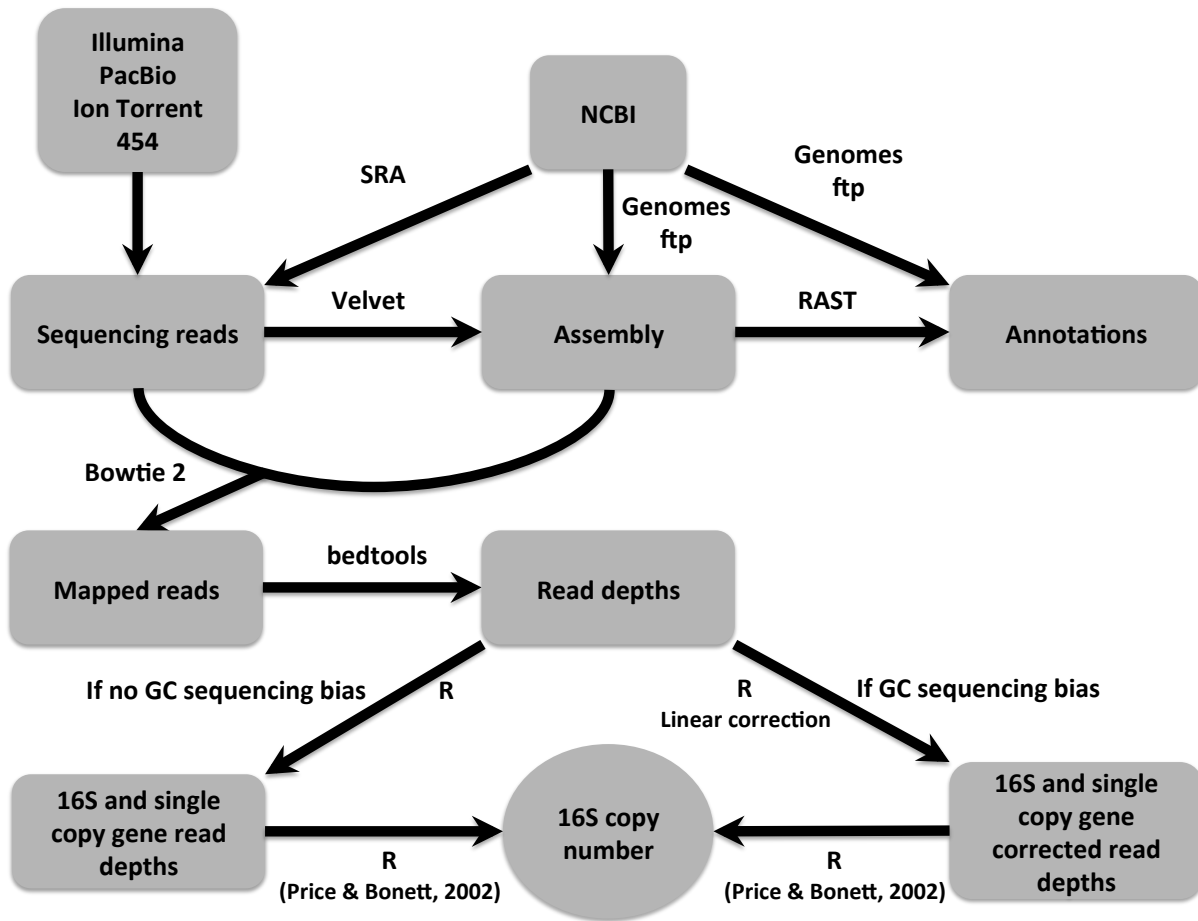 Illumina
PacBio
Ion Torrent
454
NCBI
SRA
Genomes
ftp
Genomes
ftp
Sequencing reads
Velvet
Assembly
RAST
Annotations
Bowtie 2
Mapped reads
bedtools
Read depths
If no GC sequencing bias
R
R
Linear correction
If GC sequencing bias
16S and single
copy gene read
depths
R
(Price & Bonett, 2002)
16S copy
number
R
(Price & Bonett, 2002)
16S and single
copy gene
corrected read
depths